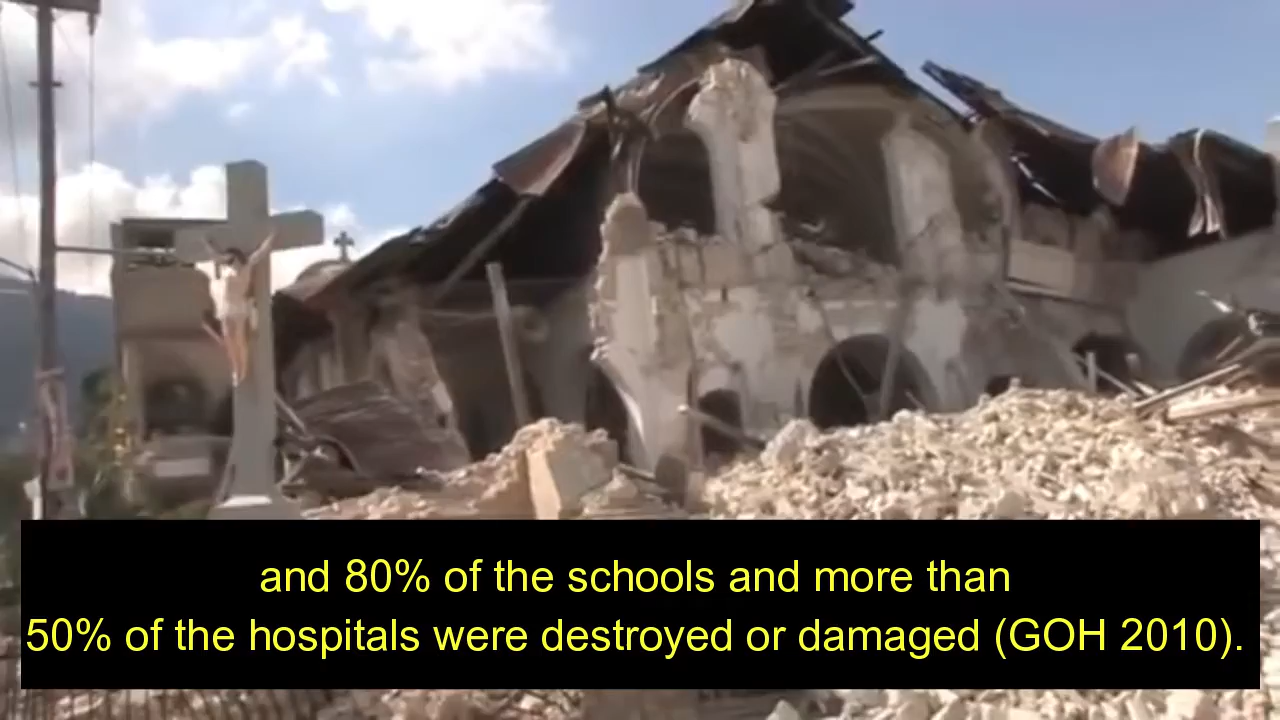 and 80% of the schools and more than
50% of the hospitals were destroyed or damaged (GOH 2010).